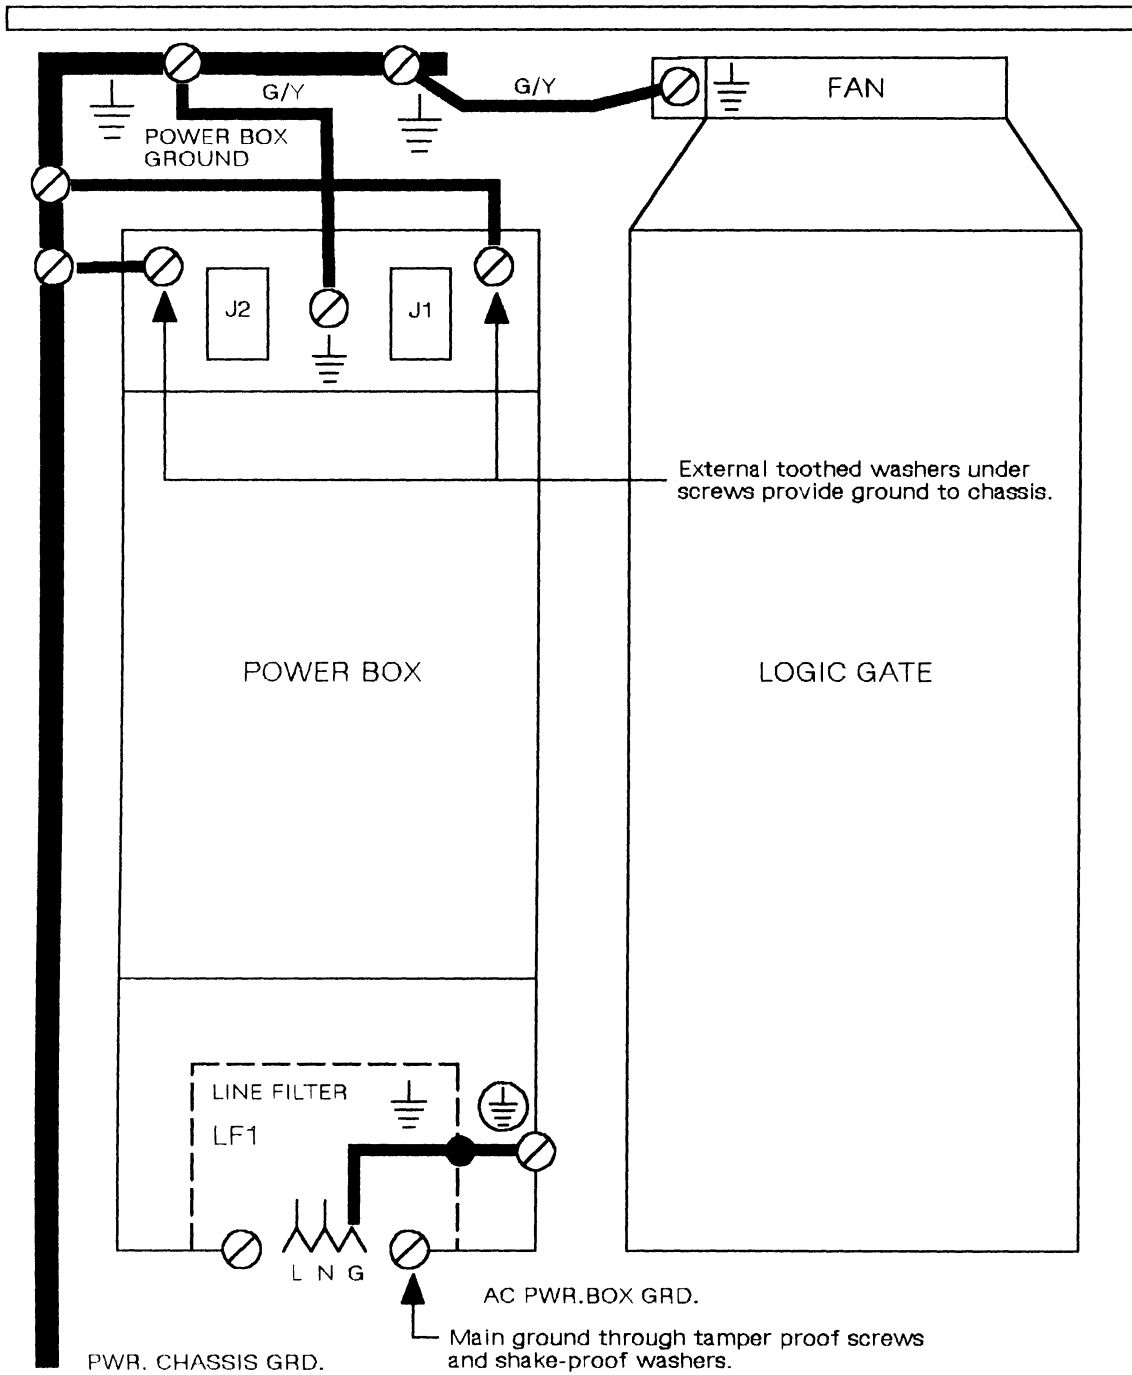 G/Y
G/Y
FAN
POWER BOX
GROUND
J2
J1
External toothed washers under
screws provide ground to chassis.
POWER BOX
LOGIC GATE
LINE FILTER
LF1
L N G
AC PWR.BOX GRD.
Main ground through tamper proof screws
and shake-proof washers.
PWR. CHASSIS GRD.